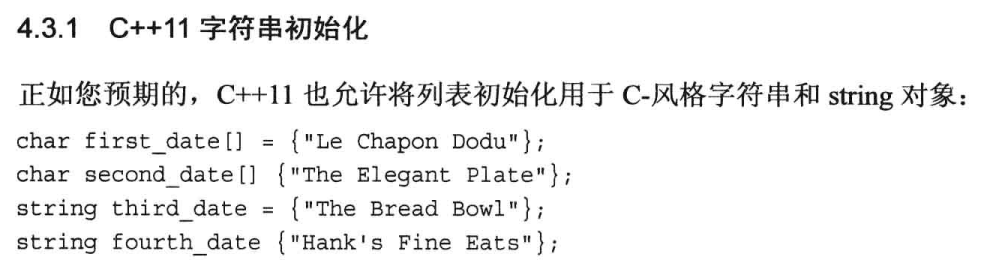 4.3.1 C++11 字符串初始化
正如您预期的，C++11 也允许将列表初始化用于 C-风格字符串和 string 对象：
char first_date[] = {"Le Chapon Dodu"};
char second_date[] {"The Elegant Plate"};
string third_date = {"The Bread Bowl"};
string fourth_date {"Hank's Fine Eats"};